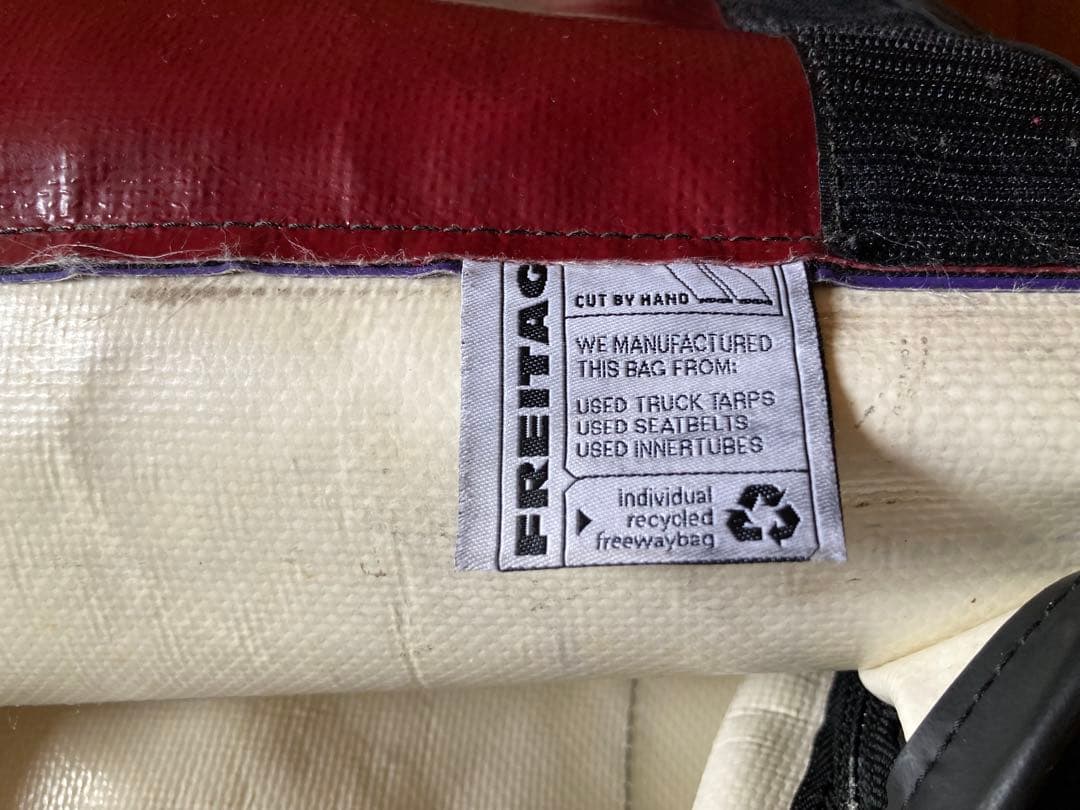 FREITAG
CUT BY HAND
WE MANUFACTURED
THIS BAG FROM:
USED TRUCK TARPS
USED SEATBELTS
USED INNERTUBES
individual
recycled
freewaybag